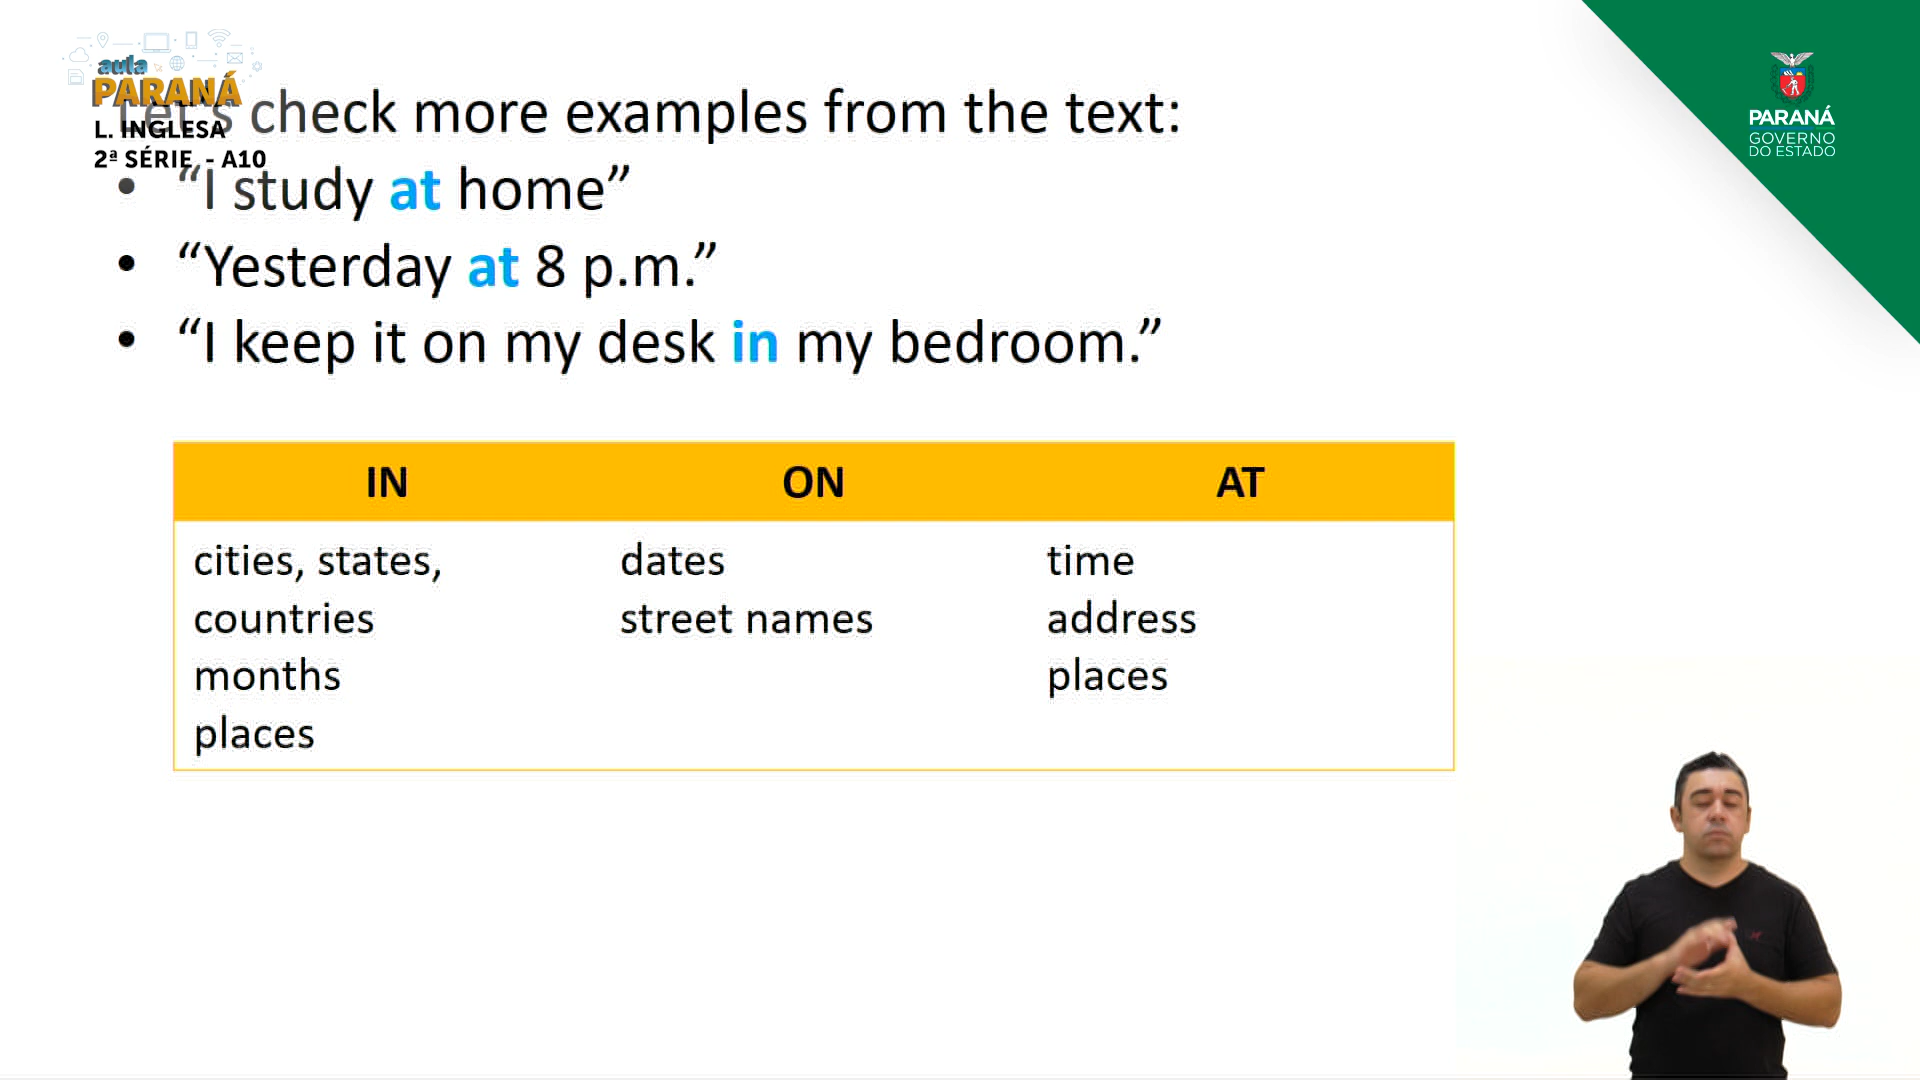 aula
PARANÁ
L. INGLESA
2ª SÉRIE - A10
Let's check more examples from the text:
• “I study at home”
• “Yesterday at 8 p.m.”
• “I keep it on my desk in my bedroom.”
IN ON AT
cities, states, dates time
countries street names address
months places
places
PARANÁ
GOVERNO
DO ESTADO